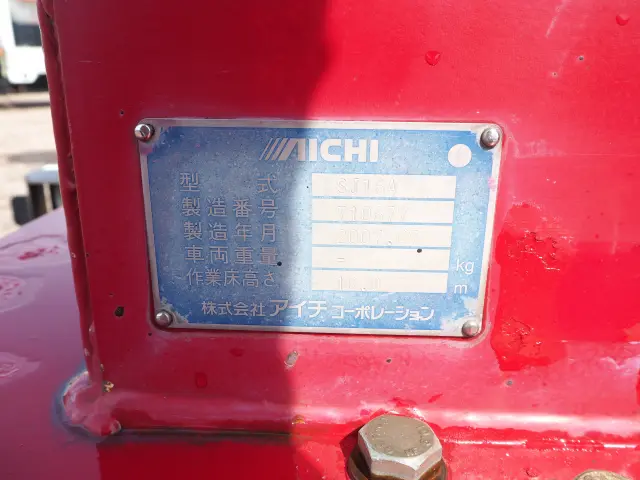 AICHI
型式
製造番号
製造年月
車両重量 - kg
作業床高さ m
株式会社 アイチ コーポレーション